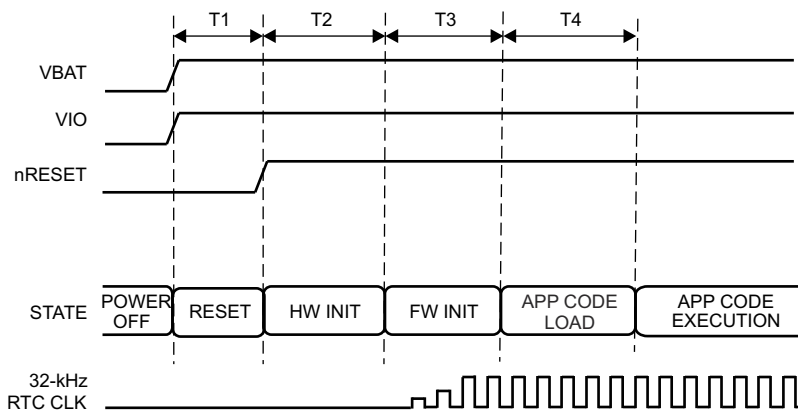 T1 T2 T3 T4
VBAT
VIO
nRESET
STATE
POWER
OFF
RESET
HW INIT
FW INIT
APP CODE
LOAD
APP CODE
EXECUTION
32-kHz
RTC CLK